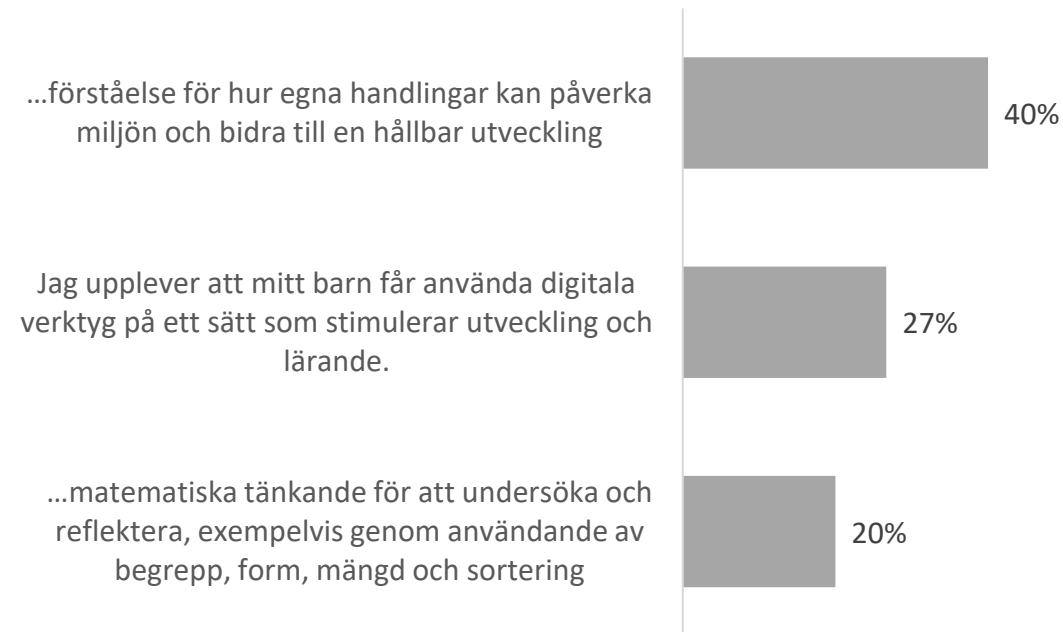 …förståelse för hur egna handlingar kan påverka
miljön och bidra till en hållbar utveckling
40%
Jag upplever att mitt barn får använda digitala
verktyg på ett sätt som stimulerar utveckling och
lärande.
27%
…matematiska tänkande för att undersöka och
reflektera, exempelvis genom användande av
begrepp, form, mängd och sortering
20%